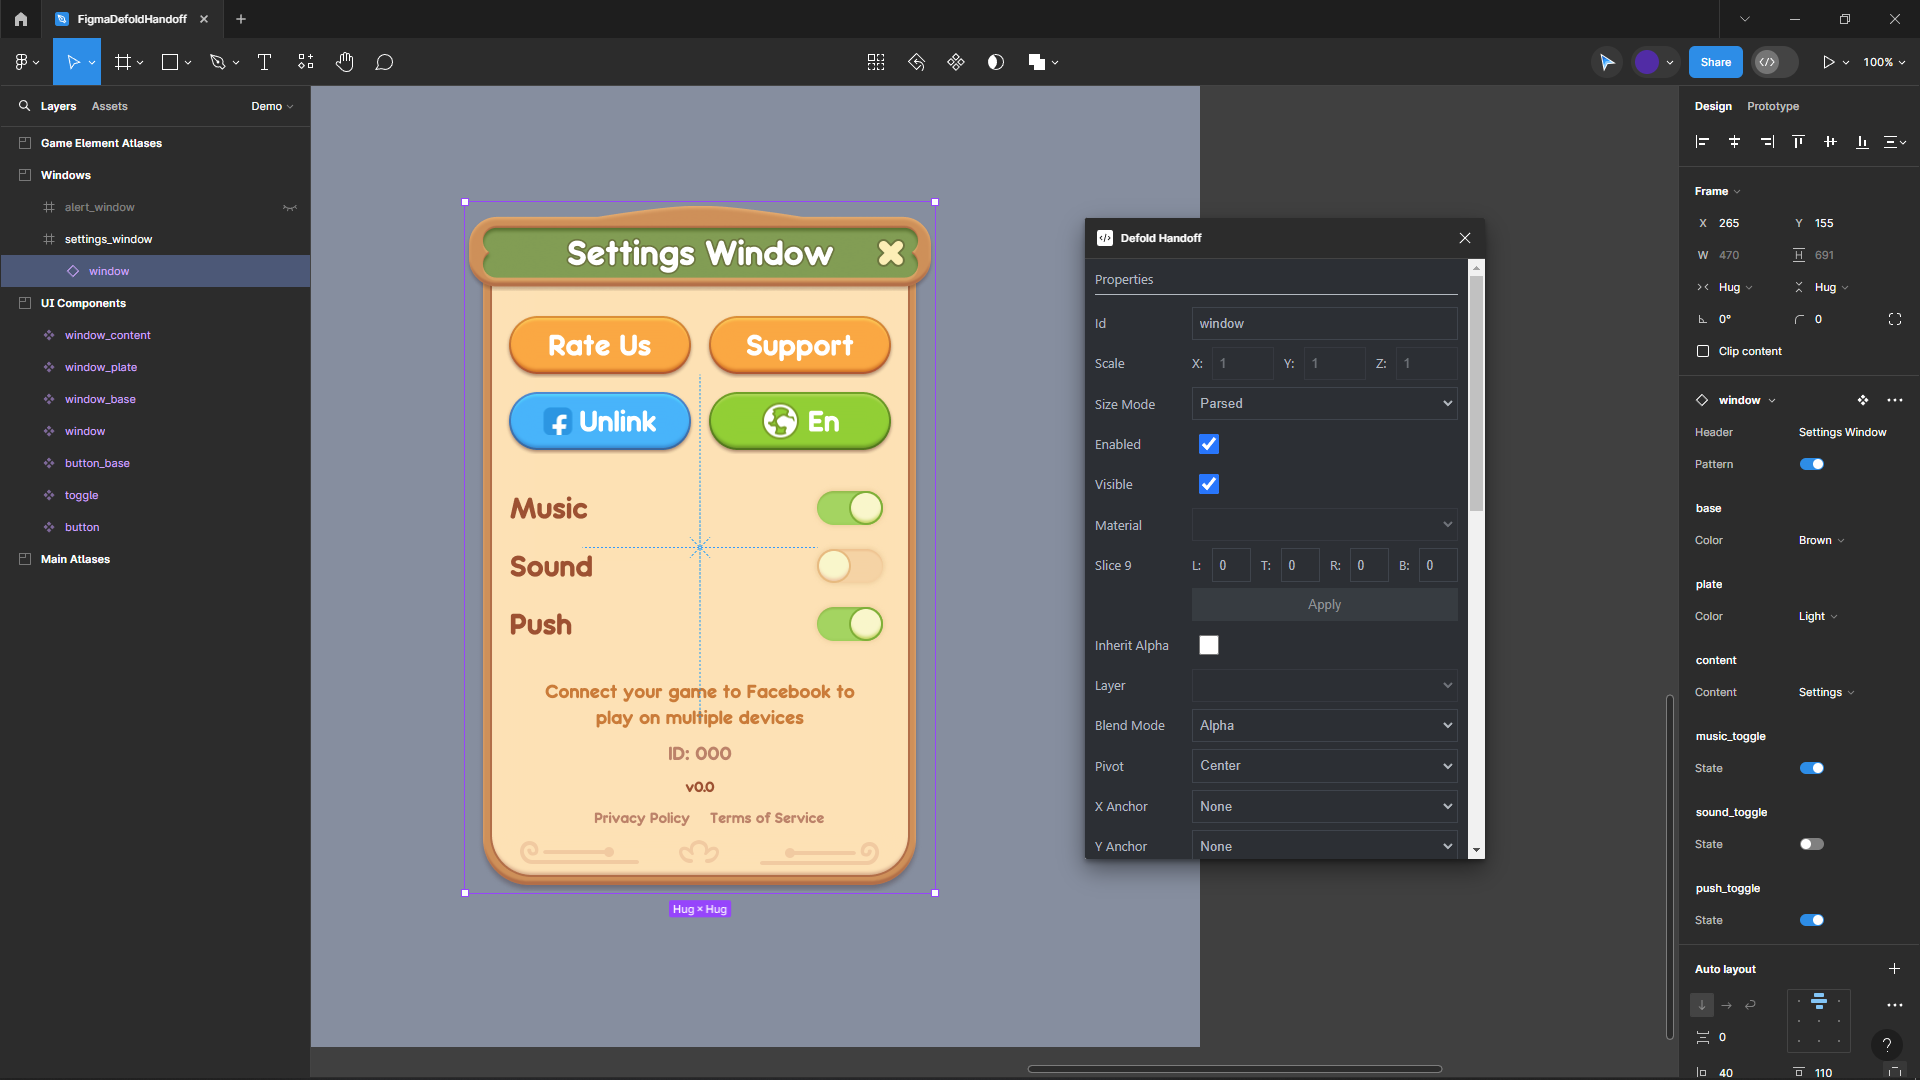 FigmaDefoldHandoff
Share
100%
Layers
Assets
Demo
Game Element Atlases
Windows
alert_window
settings_window
window
UI Components
window_content
window_plate
window_base
window
button_base
toggle
button
Main Atlases
Settings Window
Rate Us
Support
Unlink
En
Music
Sound
Push
Connect your game to Facebook to
play on multiple devices
ID: 000
v0.0
Privacy Policy
Terms of Service
Hug × Hug
Defold Handoff
Properties
Id
window
Scale
X: 1
Y: 1
Z: 1
Size Mode
Parsed
Enabled
Visible
Material
Slice 9
L: 0
T: 0
R: 0
B: 0
Apply
Inherit Alpha
Layer
Blend Mode
Alpha
Pivot
Center
X Anchor
None
Y Anchor
None
Design
Prototype
Frame
X 265
Y 155
W 470
H 691
Hug
Hug
0°
0
Clip content
window
Header
Settings Window
Pattern
base
Color
Brown
plate
Color
Light
content
Content
Settings
music_toggle
State
sound_toggle
State
push_toggle
State
Auto layout
0
40
110
?